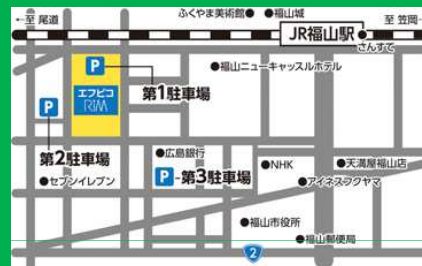 ←至 尾道
ふくやま美術館●
●福山城
JR福山駅
至 笠岡
さんすて
P
エフピコ
RiM
第1駐車場
●福山ニューキャッスルホテル
P
第2駐車場
●セブンイレブン
●広島銀行
P-第3駐車場
●NHK
●天満屋福山店
●アイネスフクヤマ
●福山市役所
●福山郵便局
2